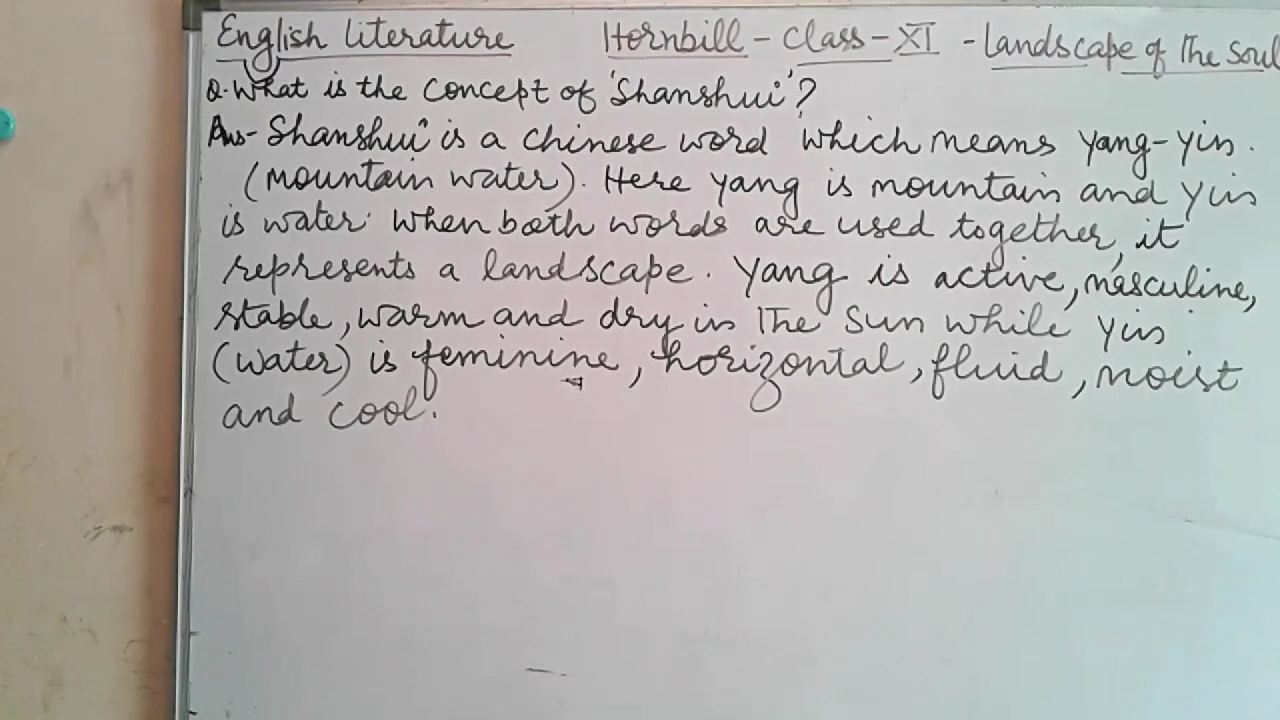 English literature Hornbill - Class - XI - Landscape of The Soul
Q. What is the concept of 'Shanshui'?
Ans - Shanshui' is a Chinese word which means Yang-yin.
(mountain water). Here yang is mountain and yin
is water. When both words are used together, it
represents a landscape. Yang is active, masculine,
stable, warm and dry in The Sun while yin
(water) is feminine, horizontal, fluid, moist
and cool.